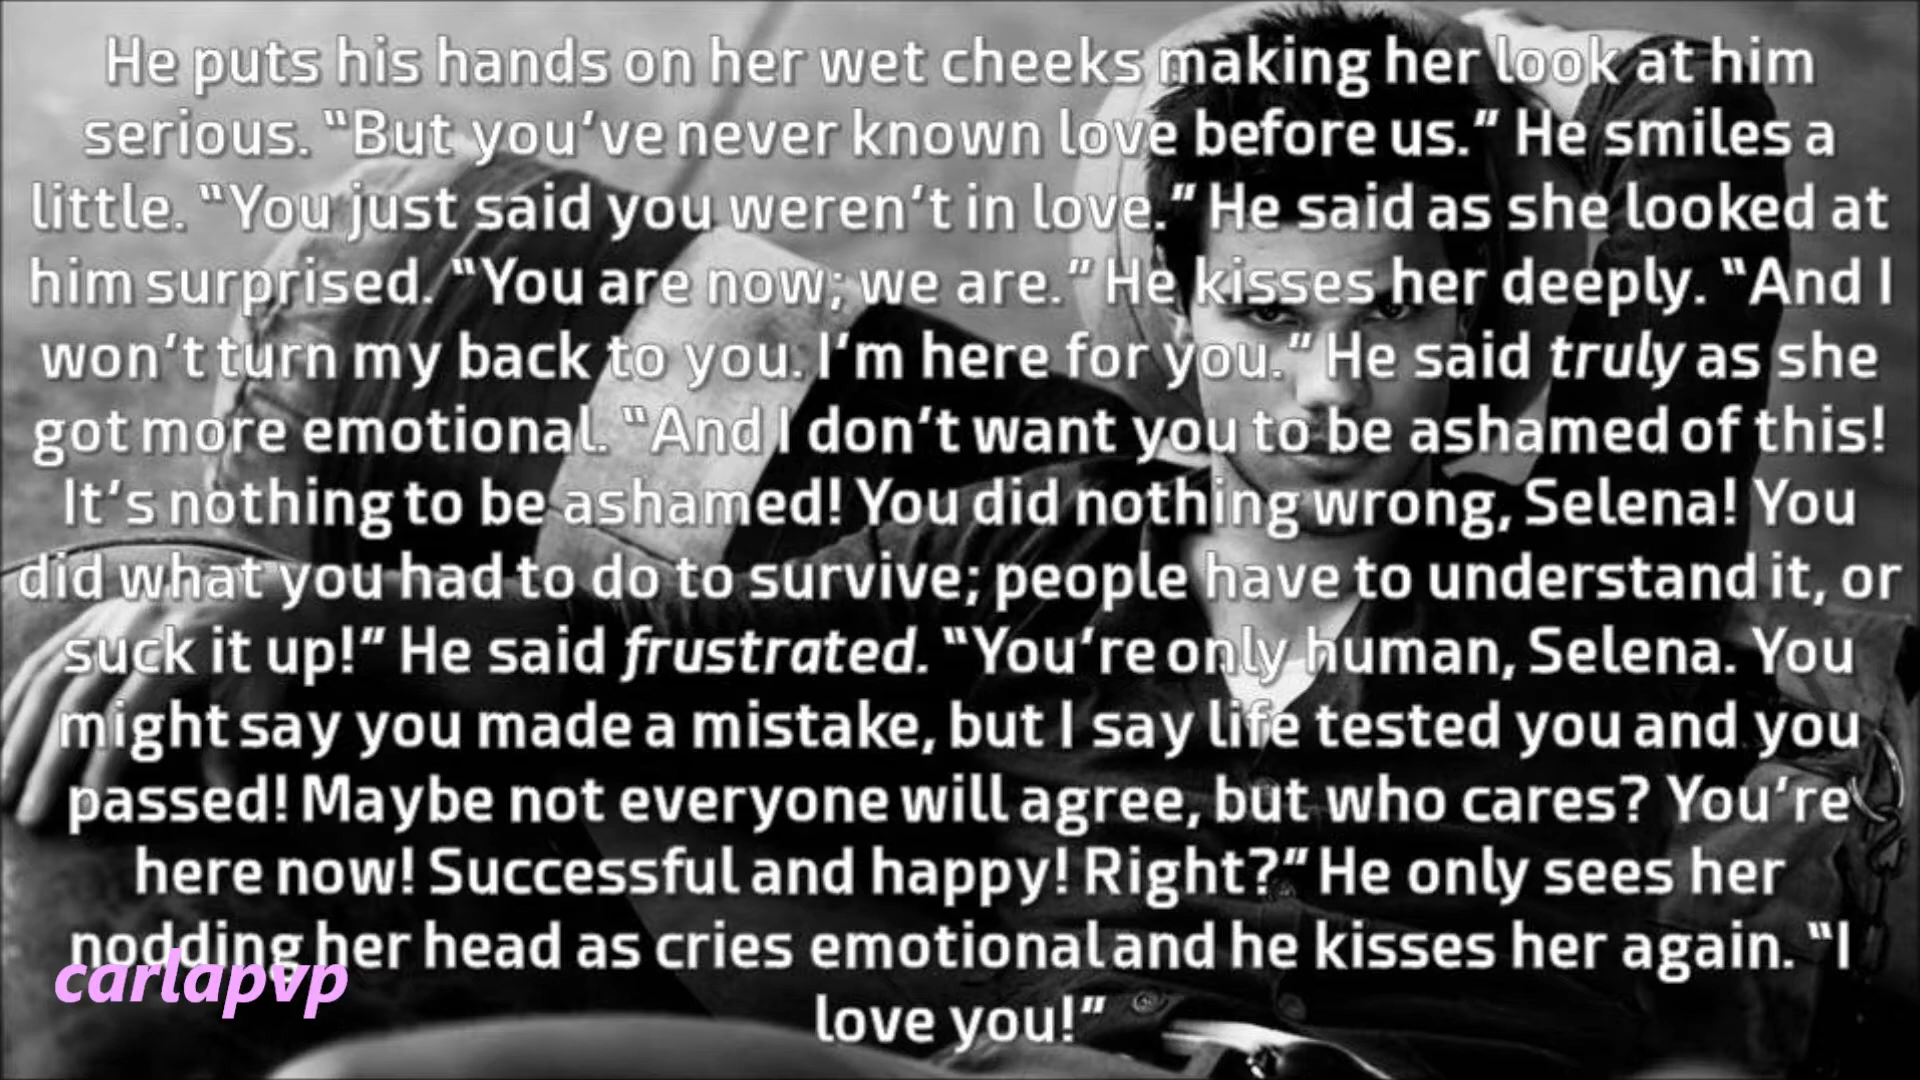 He puts his hands on her wet cheeks making her look at him
serious. “But you’ve never known love before us.” He smiles a
little. “You just said you weren’t in love.” He said as she looked at
him surprised. “You are now; we are.” He kisses her deeply. “And I
won’t turn my back to you. I’m here for you.” He said truly as she
got more emotional. “And I don’t want you to be ashamed of this!
It’s nothing to be ashamed! You did nothing wrong, Selena! You
did what you had to do to survive; people have to understand it, or
suck it up!” He said frustrated. “You’re only human, Selena. You
might say you made a mistake, but I say life tested you and you
passed! Maybe not everyone will agree, but who cares? You’re
here now! Successful and happy! Right?” He only sees her
nodding her head as cries emotional and he kisses her again. “I
love you!”
carlapvp